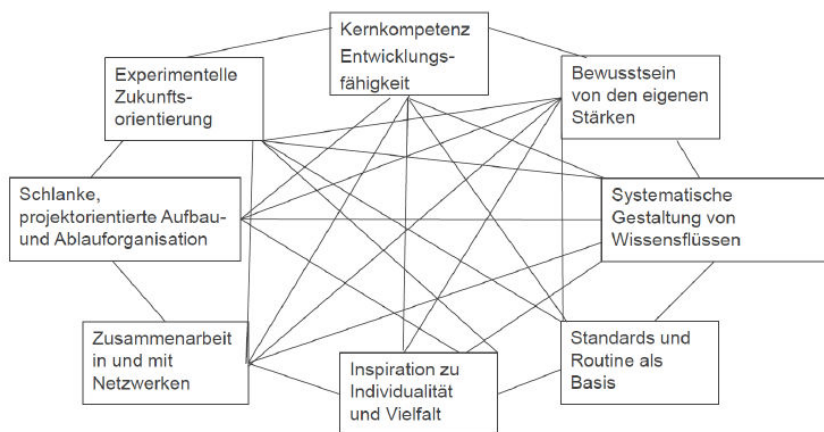 Kernkompetenz
Entwicklungs-
fähigkeit
Experimentelle
Zukunfts-
orientierung
Bewusstsein
von den eigenen
Stärken
Schlanke,
projektorientierte Aufbau-
und Ablauforganisation
Systematische
Gestaltung von
Wissensflüssen
Zusammenarbeit
in und mit
Netzwerken
Inspiration zu
Individualität
und Vielfalt
Standards und
Routine als
Basis